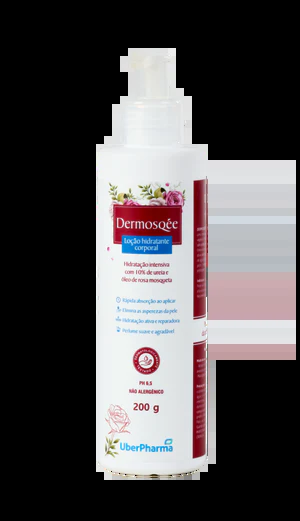 Dermosqée
Loção hidratante
corporal
Hidratação intensiva
com 10% de ureia e
óleo de rosa mosqueta
Rápida absorção ao aplicar
Elimina as asperezas da pele
Hidratação ativa e reparadora
Perfume suave e agradável
PH 6.5
NÃO ALERGÊNICO
200 g
UberPharma